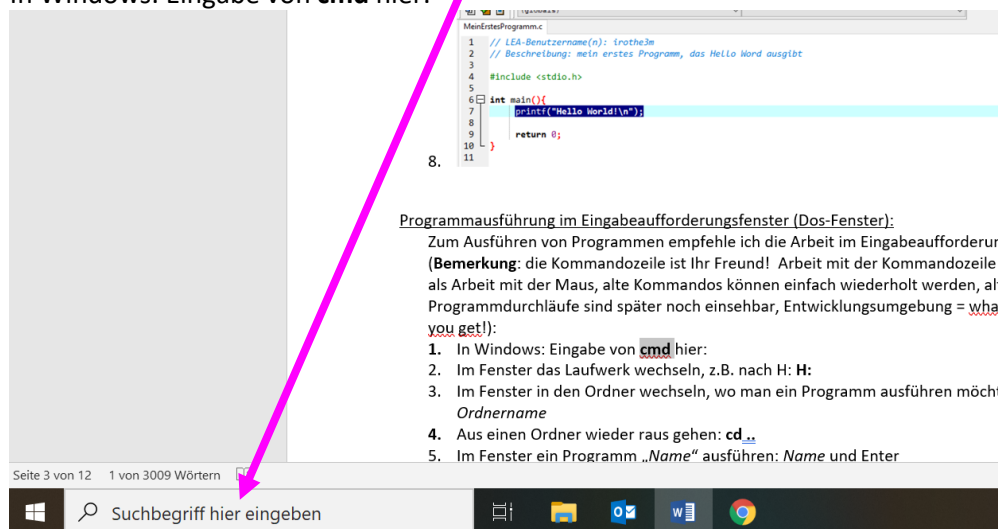 In Windows: Eingabe von cmd hier:
(globals)
MeinErstesProgramm.c
1 // LEA-Benutzername(n): irothe3m
2 // Beschreibung: mein erstes Programm, das Hello Word ausgibt
3
4 #include <stdio.h>
5
6 int main(){
7 printf("Hello World!\n");
8
9 return 0;
10 }
11
8.
Programmausführung im Eingabeaufforderungsfenster (Dos-Fenster):
Zum Ausführen von Programmen empfehle ich die Arbeit im
(Bemerkung: die Kommandozeile ist Ihr Freund! Arbeit mit der Kommandozeile
als Arbeit mit der Maus, alte Kommandos können einfach wiederholt werden,
Programmdurchläufe sind später noch einsehbar, Entwicklungsumgebung =
you get!):
1. In Windows: Eingabe von cmd hier:
2. Im Fenster das Laufwerk wechseln, z.B. nach H: H:
3. Im Fenster in den Ordner wechseln, wo man ein Programm ausführen
Ordnername
4. Aus einen Ordner wieder raus gehen: cd ..
5. Im Fenster ein Programm „Name“ ausführen: Name und Enter
Seite 3 von 12 1 von 3009 Wörtern
Suchbegriff hier eingeben